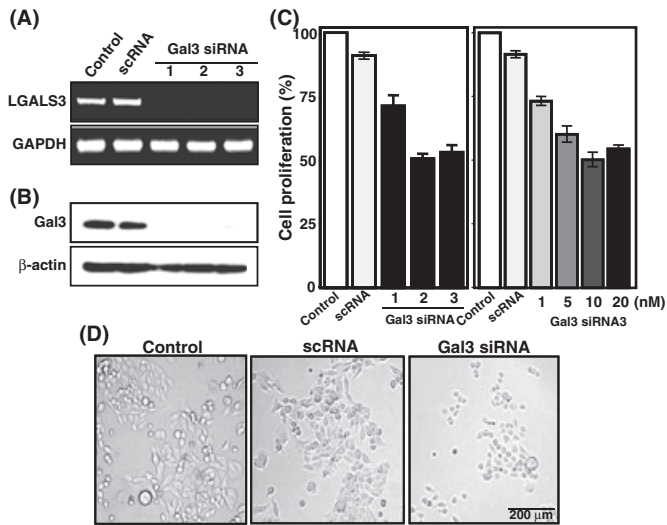 (A)
Control
scRNA
Gal3 siRNA
1 2 3
LGALS3
GAPDH
(B)
Gal3
β-actin
(C)
Cell proliferation (%)
100
75
50
25
0
Control
scRNA
1 2 3
Gal3 siRNA
Control
scRNA
1 5 10 20 (nM)
Gal3 siRNA3
(D)
Control
scRNA
Gal3 siRNA
200 μm